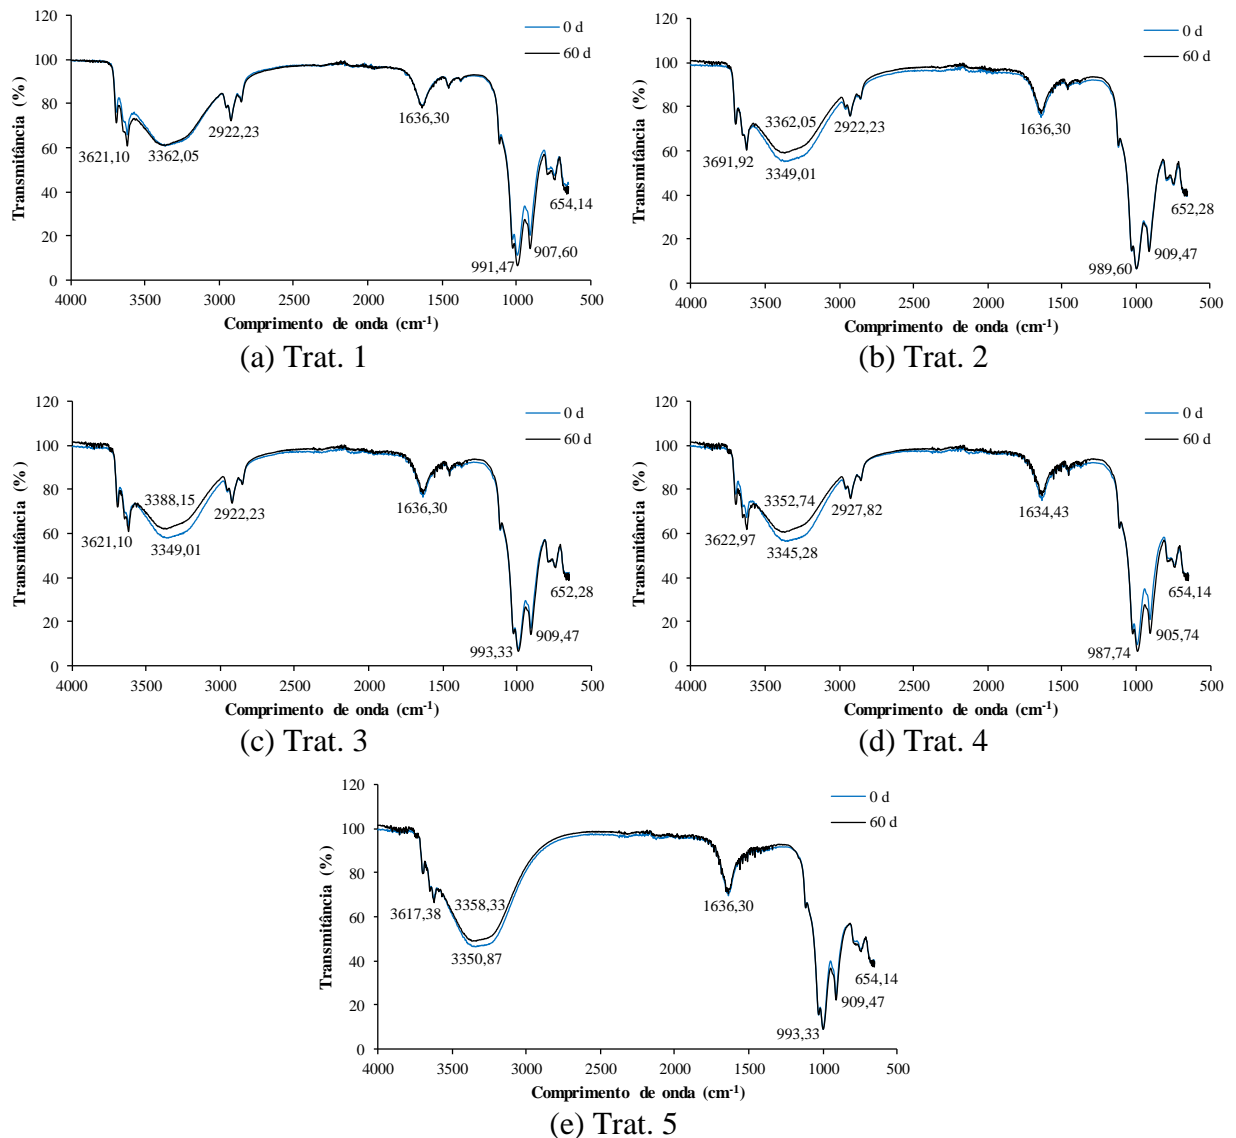 120
100
80
60
40
20
0
Transmitância (%)
0 d
60 d
3621,10
3362,05
2922,23
1636,30
991,47
907,60
654,14
4000 3500 3000 2500 2000 1500 1000 500
Comprimento de onda (cm-1)
(a) Trat. 1
120
100
80
60
40
20
0
Transmitância (%)
0 d
60 d
3691,92
3362,05
3349,01
2922,23
1636,30
989,60
909,47
652,28
4000 3500 3000 2500 2000 1500 1000 500
Comprimento de onda (cm-1)
(b) Trat. 2
120
100
80
60
40
20
0
Transmitância (%)
0 d
60 d
3621,10
3388,15
3349,01
2922,23
1636,30
993,33
909,47
652,28
4000 3500 3000 2500 2000 1500 1000 500
Comprimento de onda (cm-1)
(c) Trat. 3
120
100
80
60
40
20
0
Transmitância (%)
0 d
60 d
3622,97
3352,74
3345,28
2927,82
1634,43
987,74
905,74
654,14
4000 3500 3000 2500 2000 1500 1000 500
Comprimento de onda (cm-1)
(d) Trat. 4
120
100
80
60
40
20
0
Transmitância (%)
0 d
60 d
3617,38
3358,33
3350,87
1636,30
993,33
909,47
654,14
4000 3500 3000 2500 2000 1500 1000 500
Comprimento de onda (cm-1)
(e) Trat. 5